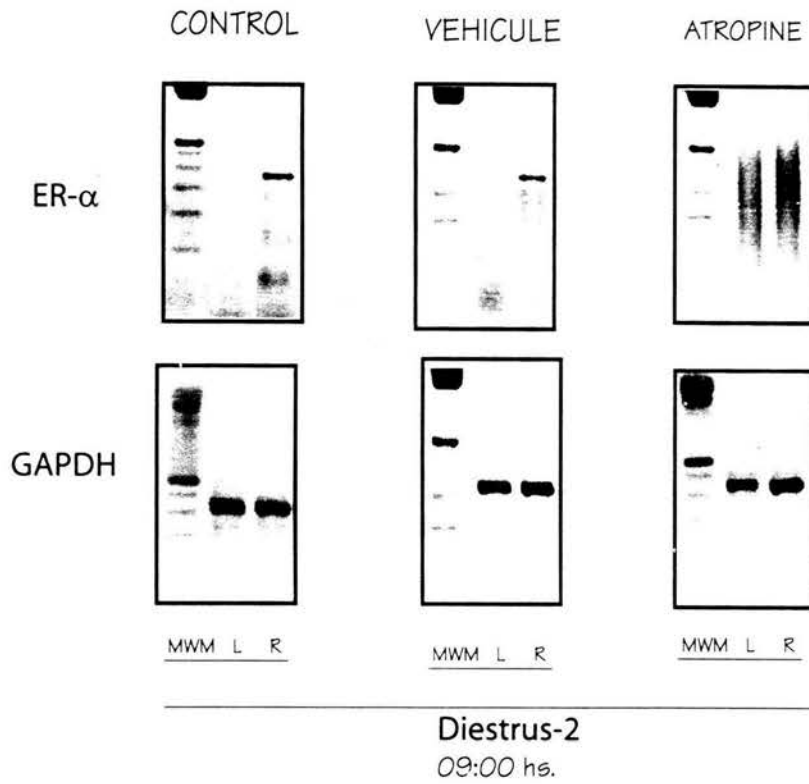 CONTROL VEHICULE ATROPINE
ER-α
GAPDH
MWM L R MWM L R MWM L R
Diestrus-2
09:00 hs.